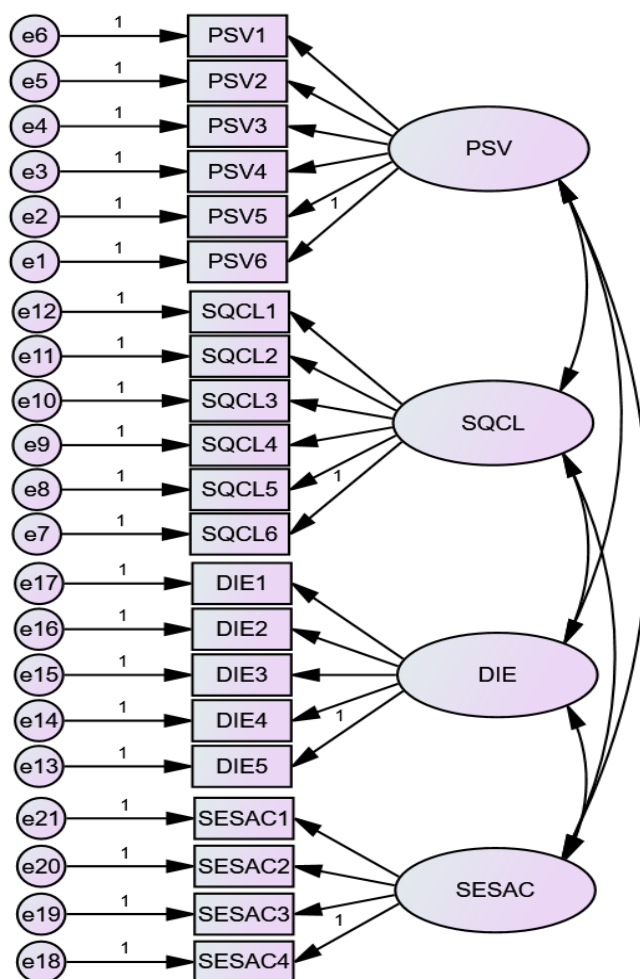 e6 1 PSV1
e5 1 PSV2
e4 1 PSV3
e3 1 PSV4
e2 1 PSV5
e1 1 PSV6
1
PSV
e12 1 SQCL1
e11 1 SQCL2
e10 1 SQCL3
e9 1 SQCL4
e8 1 SQCL5
e7 1 SQCL6
1
SQCL
e17 1 DIE1
e16 1 DIE2
e15 1 DIE3
e14 1 DIE4
e13 1 DIE5
1
DIE
e21 1 SESAC1
e20 1 SESAC2
e19 1 SESAC3
e18 1 SESAC4
1
SESAC